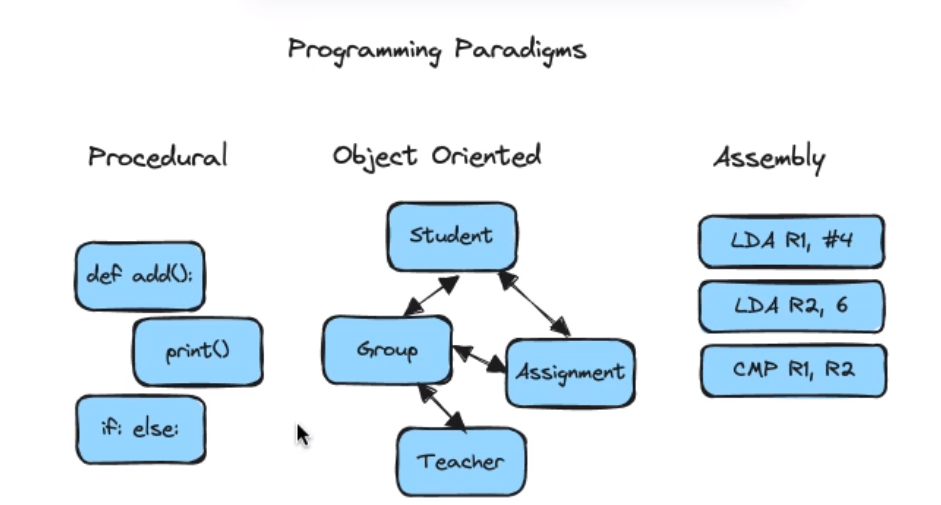 Programming Paradigms
Procedural
def add():
print()
if: else:
Object Oriented
Student
Group
Assignment
Teacher
Assembly
LDA R1, #4
LDA R2, 6
CMP R1, R2